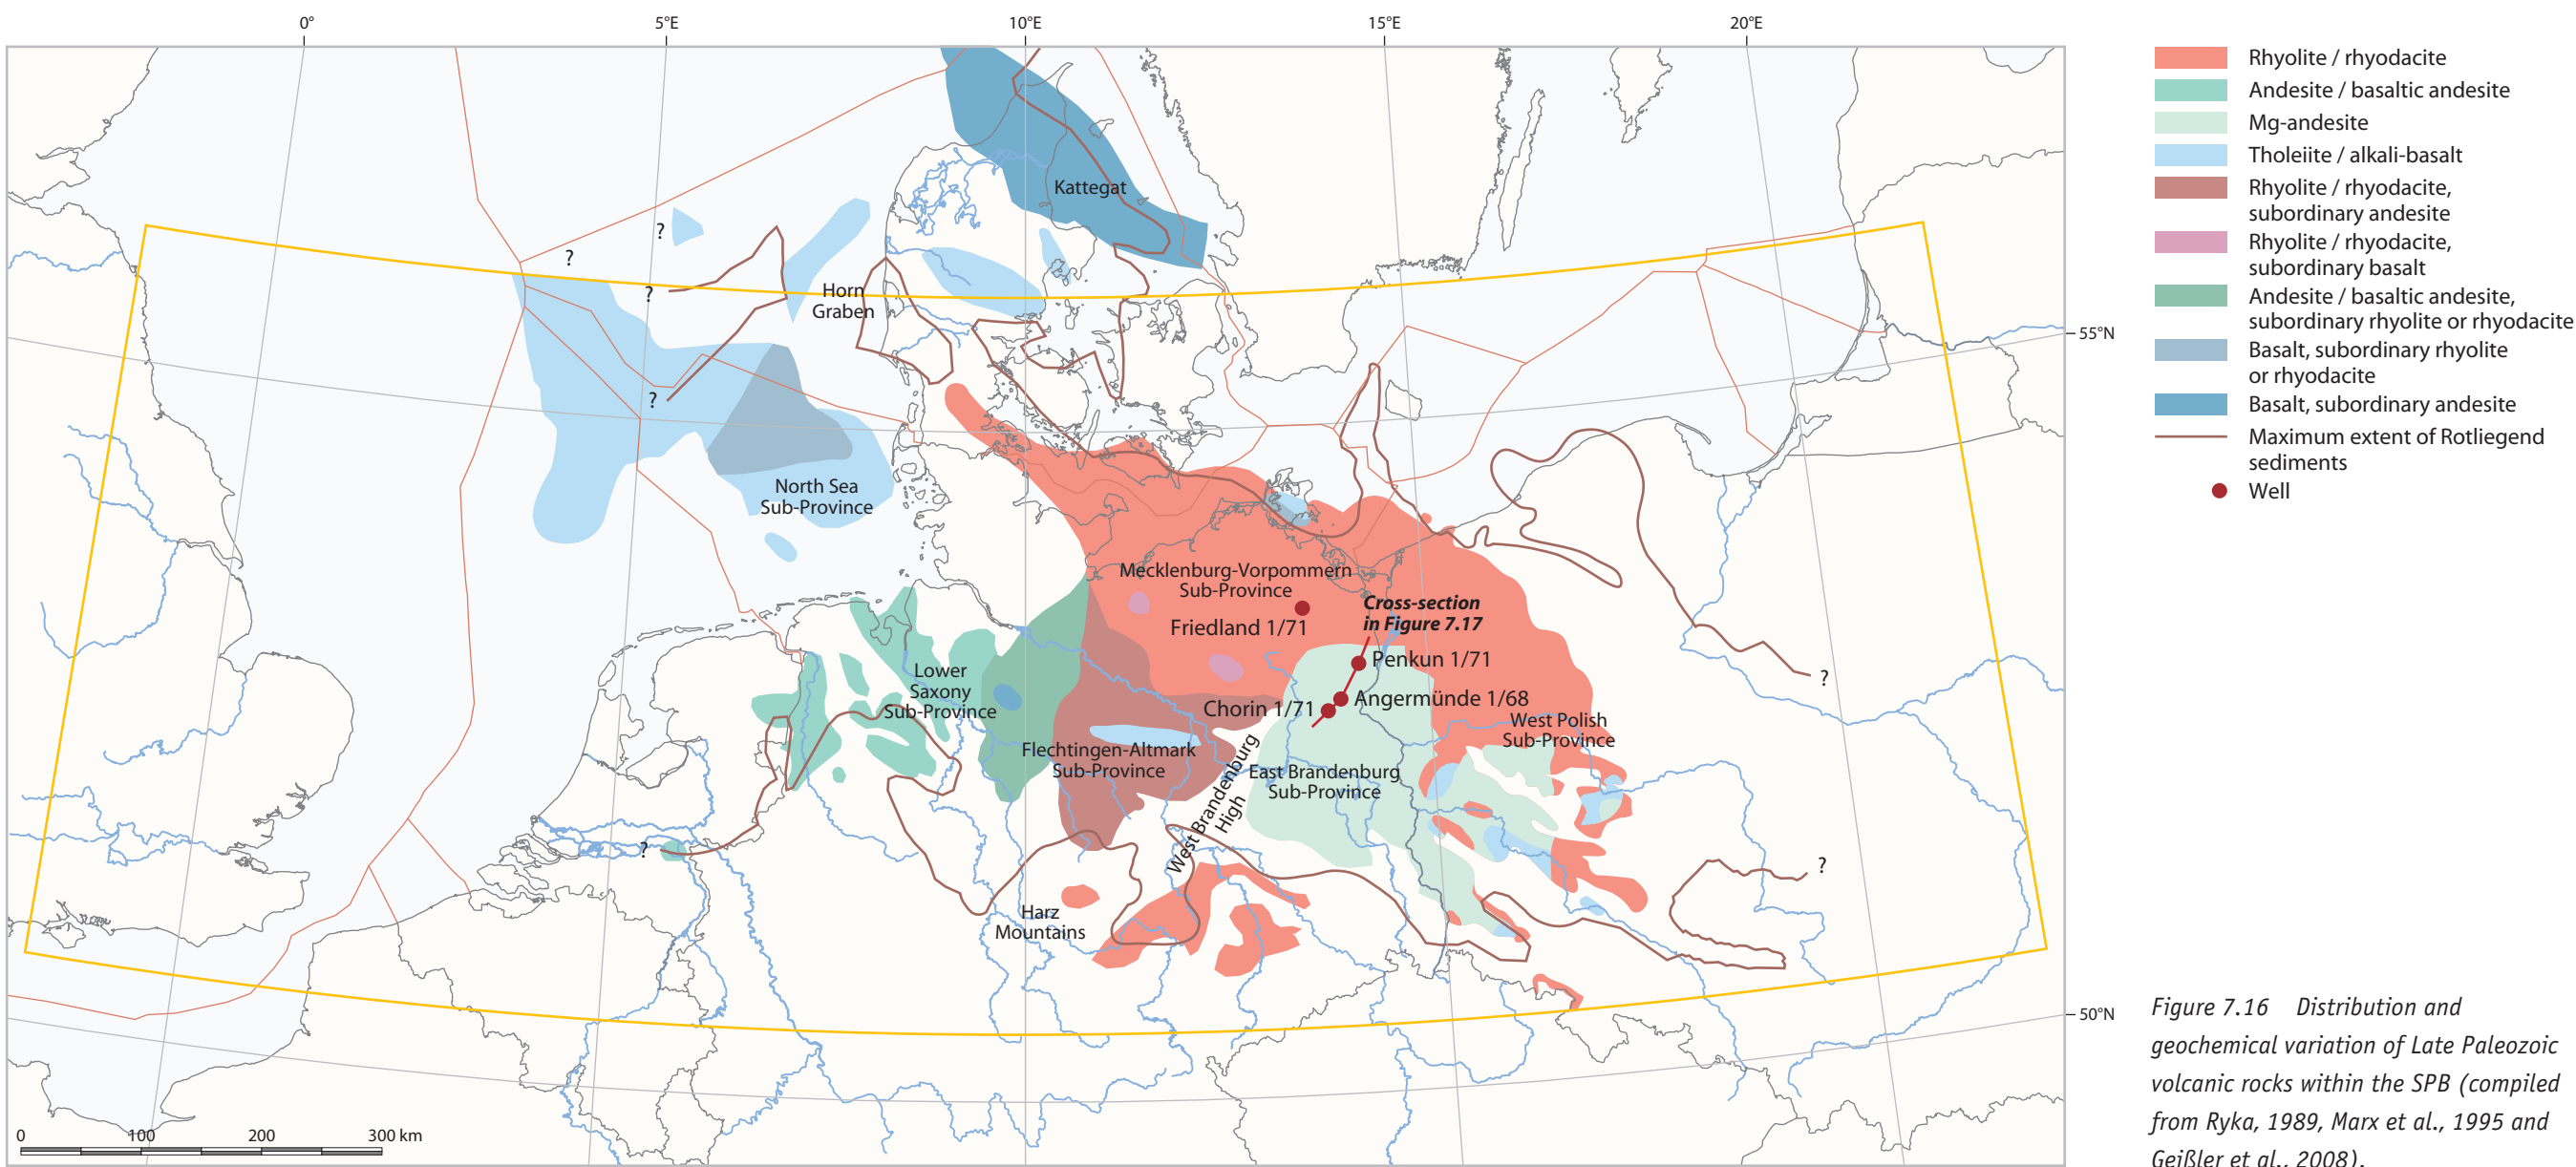 0°
5°E
10°E
15°E
20°E
55°N
50°N
Kattegat
?
?
?
?
Horn
Graben
North Sea
Sub-Province
Mecklenburg-Vorpommern
Sub-Province
Friedland 1/71
Cross-section
in Figure 7.17
Penkun 1/71
Angermünde 1/68
Chorin 1/71
Lower
Saxony
Sub-Province
West Polish
Sub-Province
Flechtingen-Altmark
Sub-Province
East Brandenburg
Sub-Province
West Brandenburg
High
Harz
Mountains
?
?
?
0
100
200
300 km
Rhyolite / rhyodacite
Andesite / basaltic andesite
Mg-andesite
Tholeiite / alkali-basalt
Rhyolite / rhyodacite,
subordinary andesite
Rhyolite / rhyodacite,
subordinary basalt
Andesite / basaltic andesite,
subordinary rhyolite or rhyodacite
Basalt, subordinary rhyolite
or rhyodacite
Basalt, subordinary andesite
Maximum extent of Rotliegend
sediments
Well
Figure 7.16 Distribution and
geochemical variation of Late Paleozoic
volcanic rocks within the SPB (compiled
from Ryka, 1989, Marx et al., 1995 and
Geißler et al., 2008).